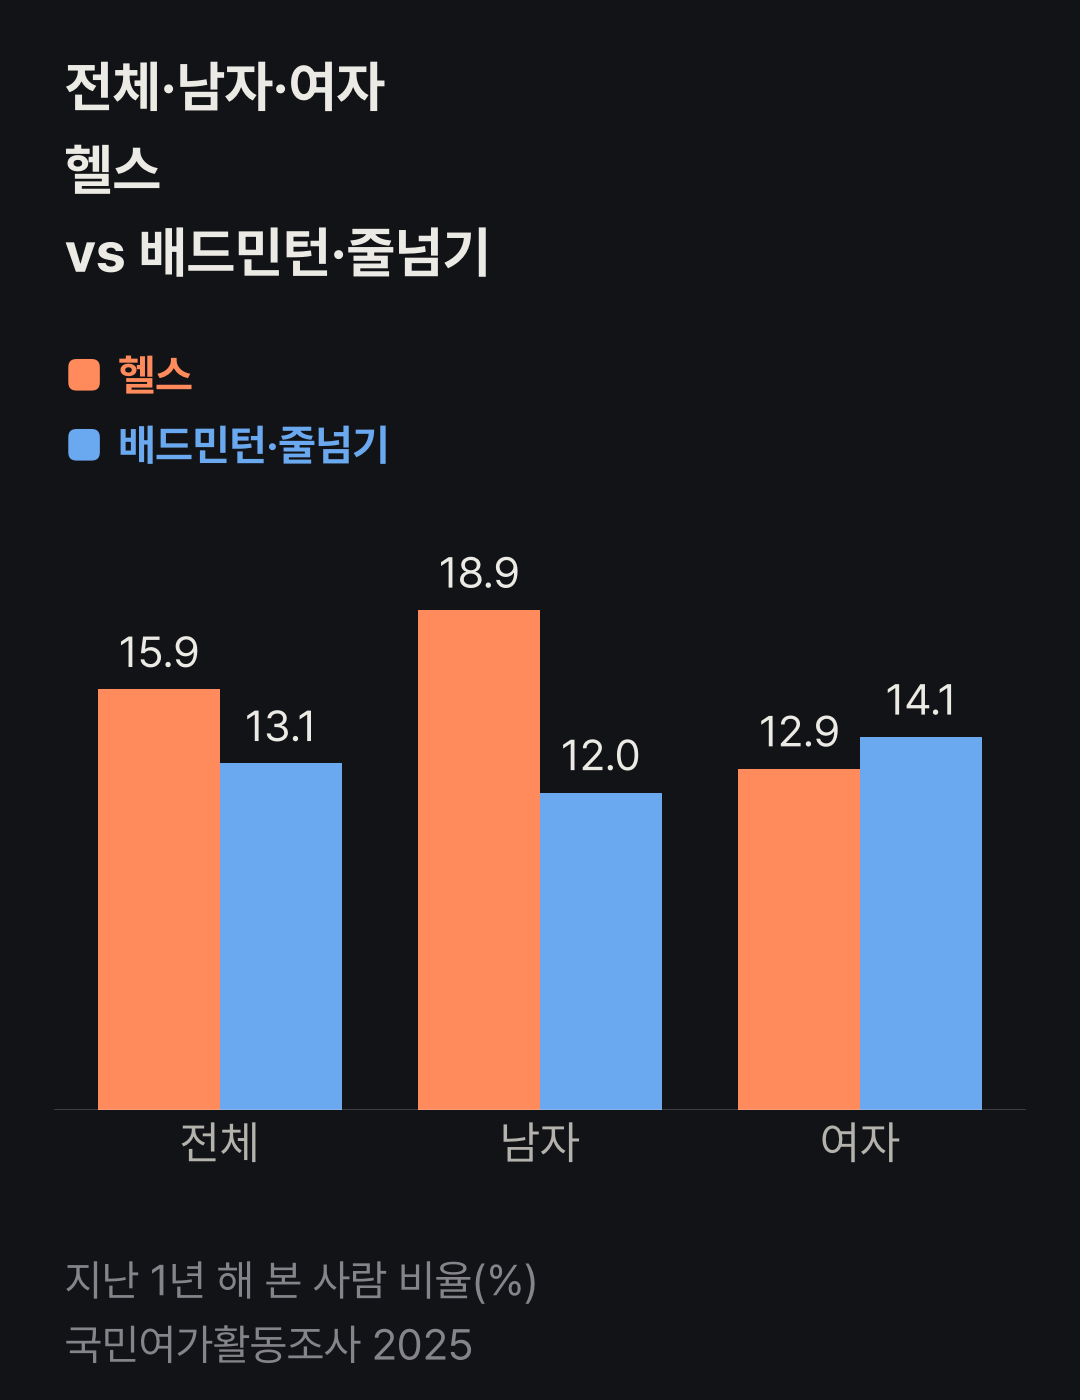 전체·남자·여자
헬스
vs 배드민턴·줄넘기
헬스
배드민턴·줄넘기
15.9
13.1
18.9
12.0
12.9
14.1
전체
남자
여자
지난 1년 해 본 사람 비율(%)
국민여가활동조사 2025